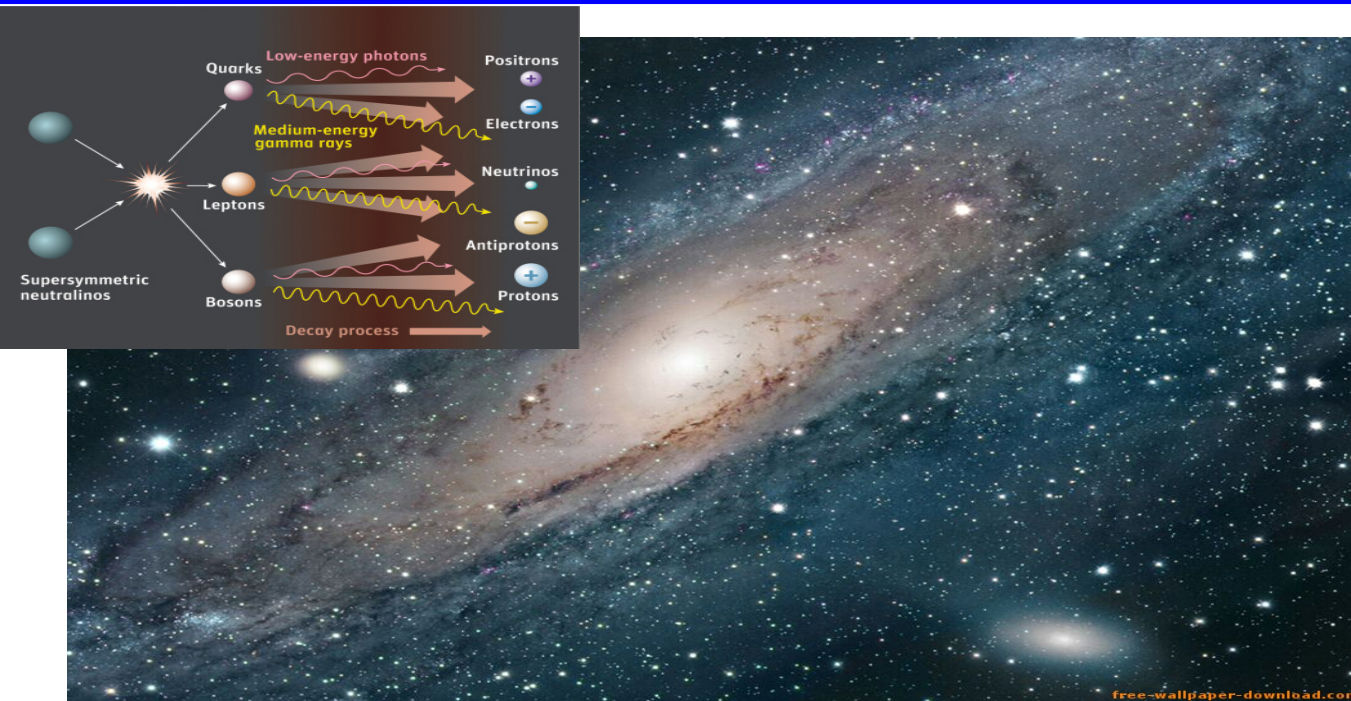 Low-energy photons
Quarks
Positrons
Electrons
Medium-energy
gamma rays
Neutrinos
Leptons
Antiprotons
Supersymmetric
neutralinos
Bosons
Protons
Decay process
free-wallpaper-download.com